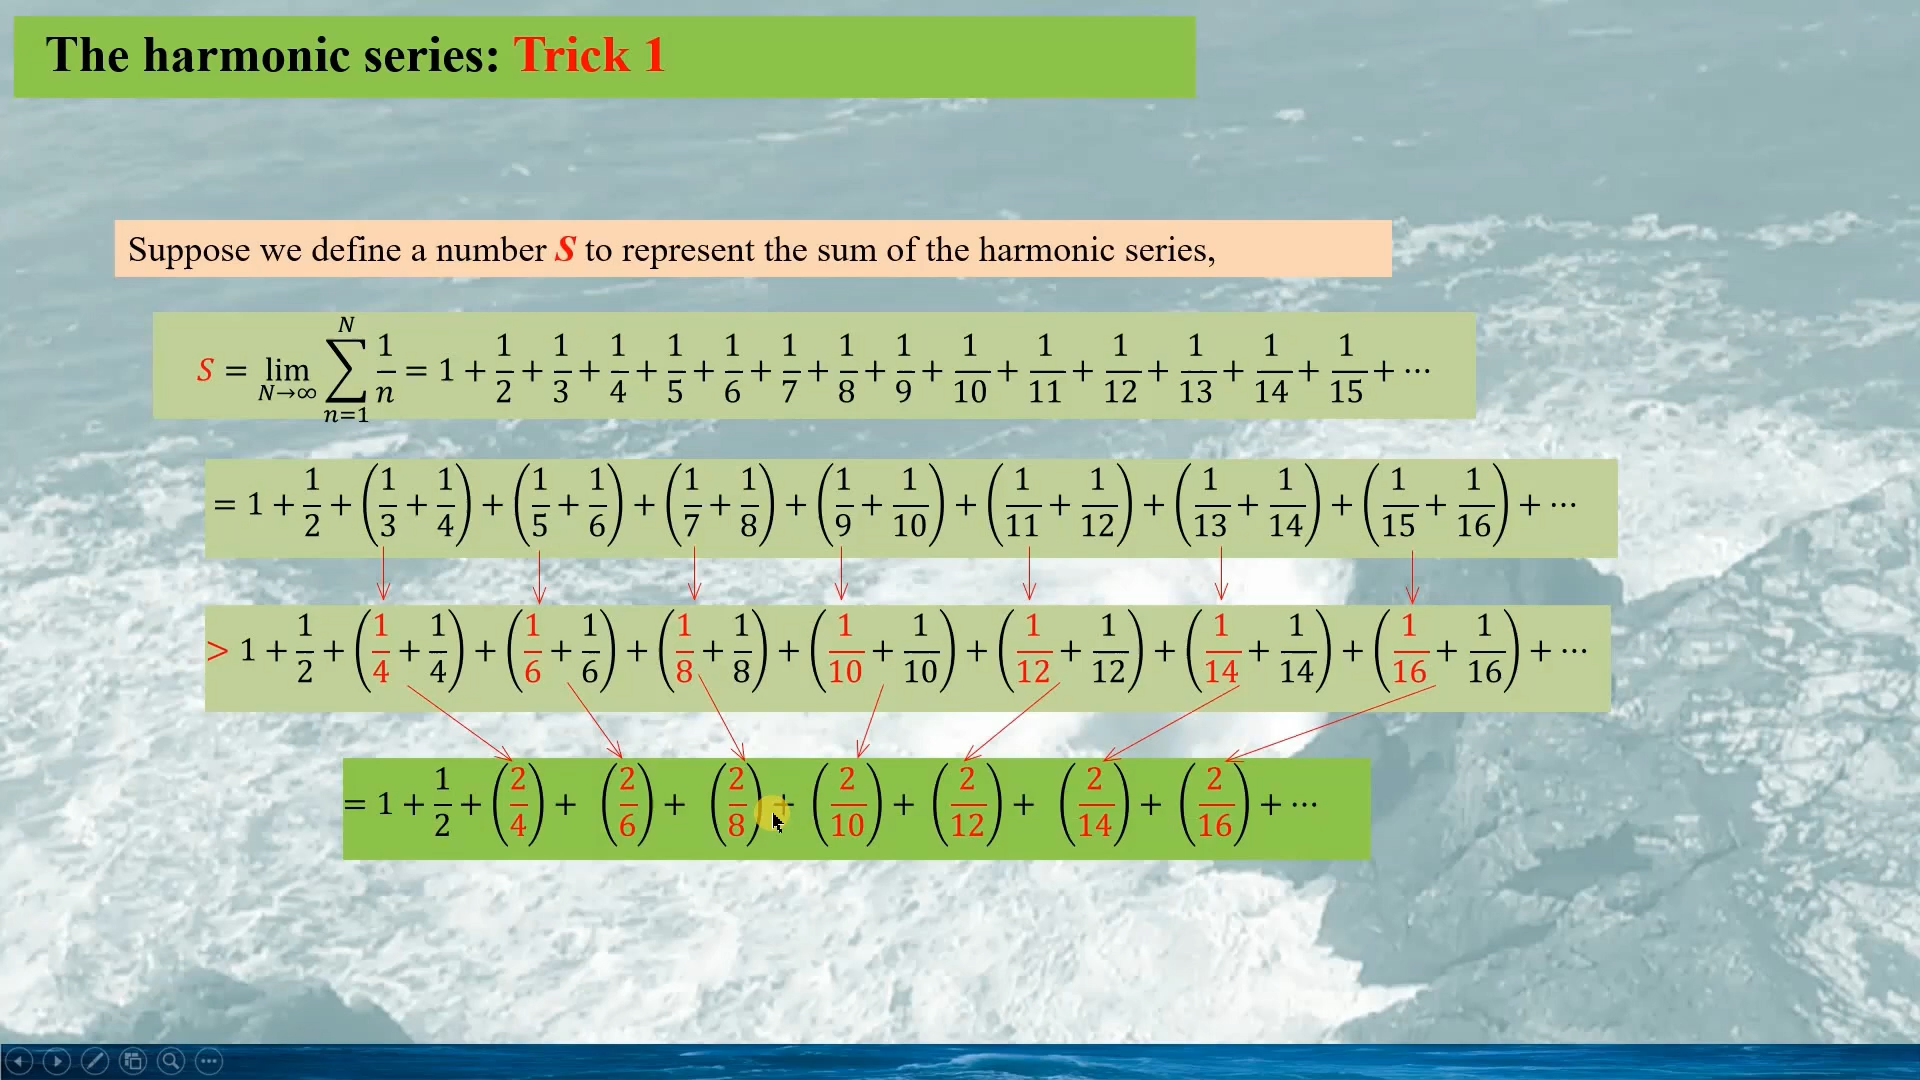 The harmonic series: Trick 1
Suppose we define a number S to represent the sum of the harmonic series,
S = lim_{N→∞} ∑_{n=1}^{N} 1/n = 1 + 1/2 + 1/3 + 1/4 + 1/5 + 1/6 + 1/7 + 1/8 + 1/9 + 1/10 + 1/11 + 1/12 + 1/13 + 1/14 + 1/15 + ⋯
= 1 + 1/2 + (1/3 + 1/4) + (1/5 + 1/6) + (1/7 + 1/8) + (1/9 + 1/10) + (1/11 + 1/12) + (1/13 + 1/14) + (1/15 + 1/16) + ⋯
> 1 + 1/2 + (1/4 + 1/4) + (1/6 + 1/6) + (1/8 + 1/8) + (1/10 + 1/10) + (1/12 + 1/12) + (1/14 + 1/14) + (1/16 + 1/16) + ⋯
= 1 + 1/2 + (2/4) + (2/6) + (2/8) + (2/10) + (2/12) + (2/14) + (2/16) + ⋯